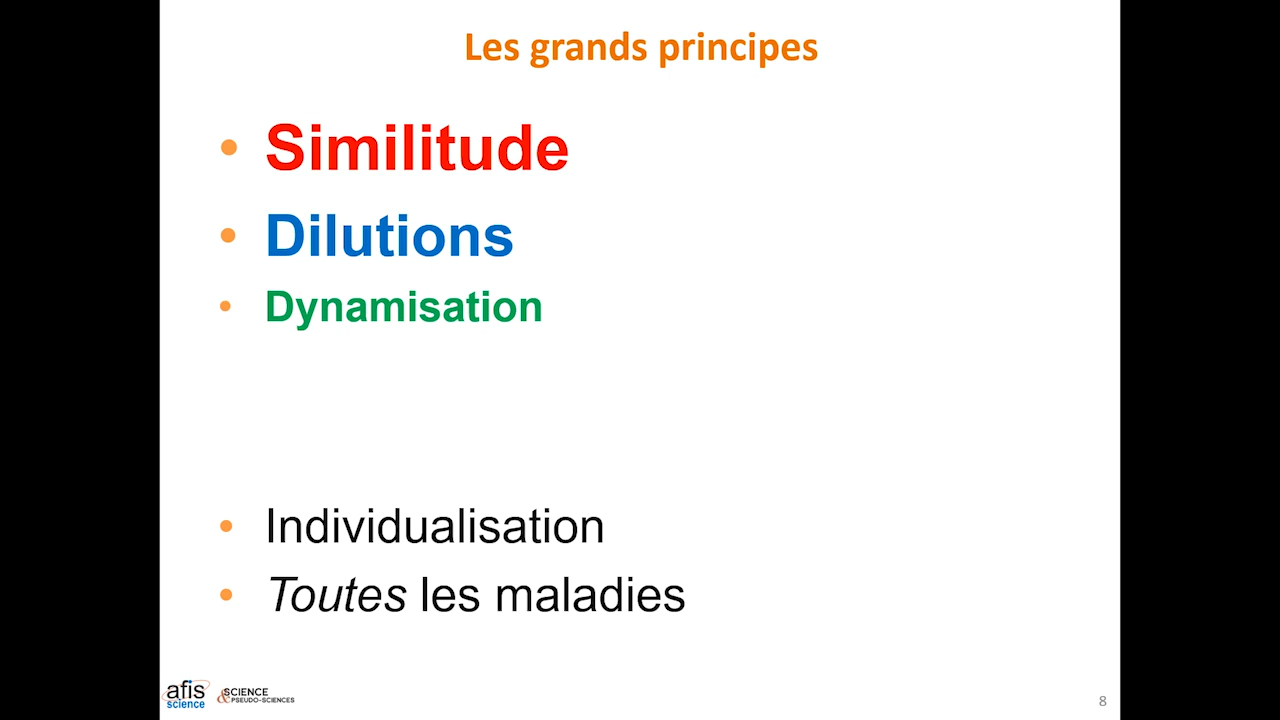 Les grands principes
• Similitude
• Dilutions
• Dynamisation
• Individualisation
• Toutes les maladies
afis
science
SCIENCE
& PSEUDO-SCIENCES
8